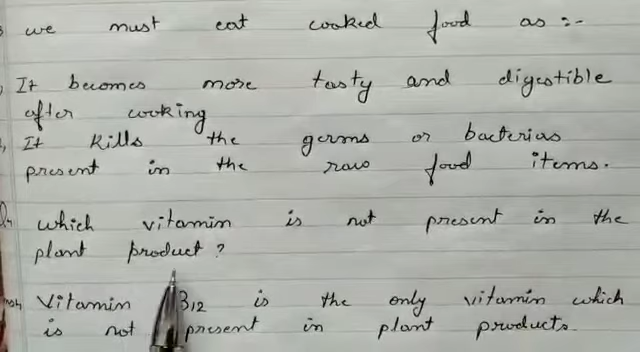 we must eat cooked food as :-
It becomes more tasty and digestible
after cooking
It kills the germs or bacterias
present in the raw food items.
which vitamin is not present in the
plant product ?
Vitamin B12 is the only vitamin which
is not present in plant products.